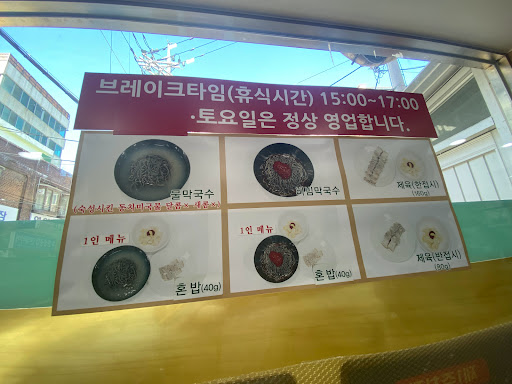 브레이크타임(휴식시간) 15:00~17:00
·토요일은 정상 영업합니다.
물막국수
비빔막국수
제육(반접시)
(160g)
1인 메뉴
혼밥(40g)
1인 메뉴
혼밥(40g)
제육(반접시)
(80g)